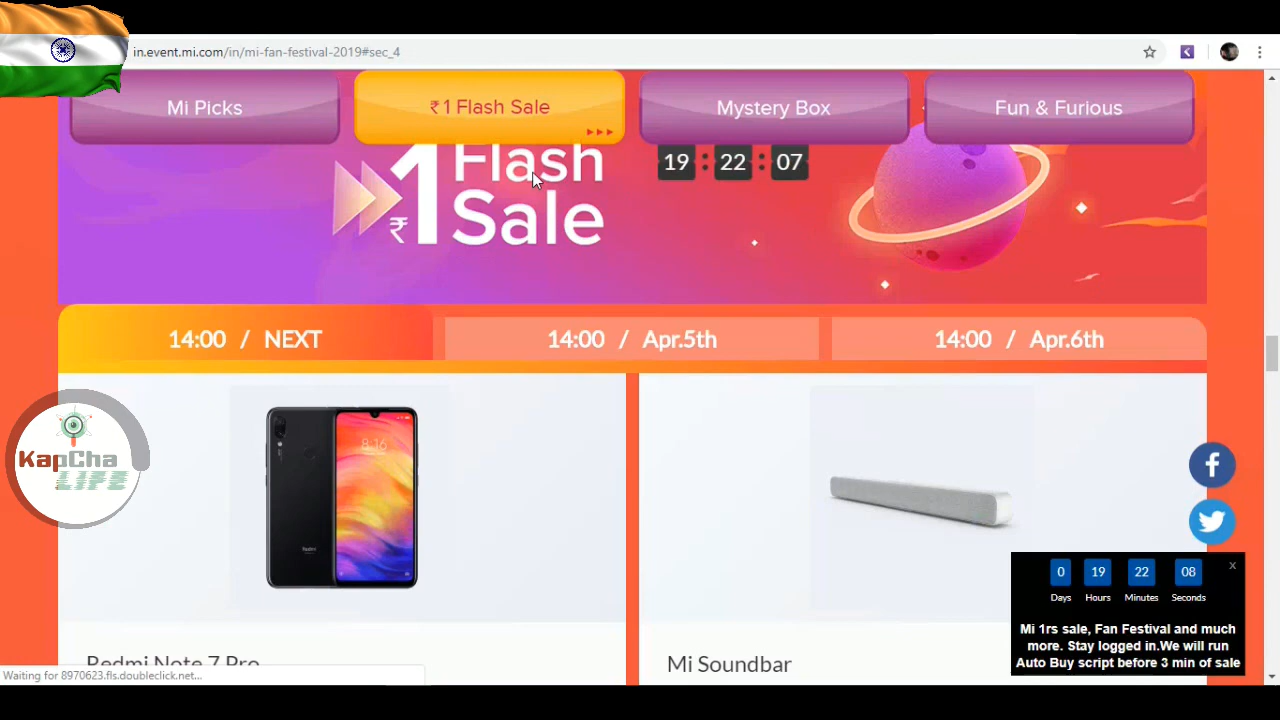 in.event.mi.com/in/mi-fan-festival-2019#sec_4
Mi Picks
₹1 Flash Sale
Mystery Box
Fun & Furious
₹1 Flash
Sale
19 : 22 : 07
14:00 / NEXT
14:00 / Apr.5th
14:00 / Apr.6th
8:16
Redmi
KapCha
LIFE
Redmi Note 7 Pro
Mi Soundbar
0 19 22 08
Days Hours Minutes Seconds
x
Mi 1rs sale, Fan Festival and much
more. Stay logged in.We will run
Auto Buy script before 3 min of sale
Waiting for 8970623.fls.doubleclick.net...